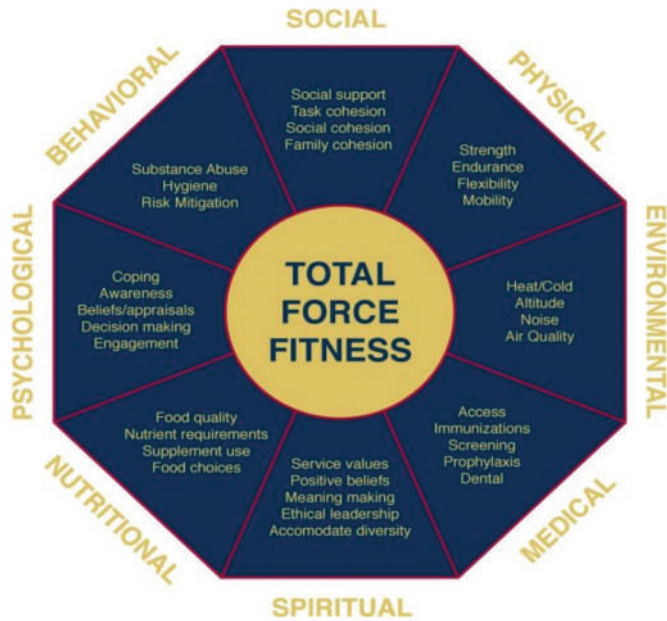 SOCIAL
Social support
Task cohesion
Social cohesion
Family cohesion
PHYSICAL
Strength
Endurance
Flexibility
Mobility
ENVIRONMENTAL
Heat/Cold
Altitude
Noise
Air Quality
MEDICAL
Access
Immunizations
Screening
Prophylaxis
Dental
SPIRITUAL
Service values
Positive beliefs
Meaning making
Ethical leadership
Accomodate diversity
NUTRITIONAL
Food quality
Nutrient requirements
Supplement use
Food choices
PSYCHOLOGICAL
Coping
Awareness
Beliefs/appraisals
Decision making
Engagement
BEHAVIORAL
Substance Abuse
Hygiene
Risk Mitigation
TOTAL
FORCE
FITNESS